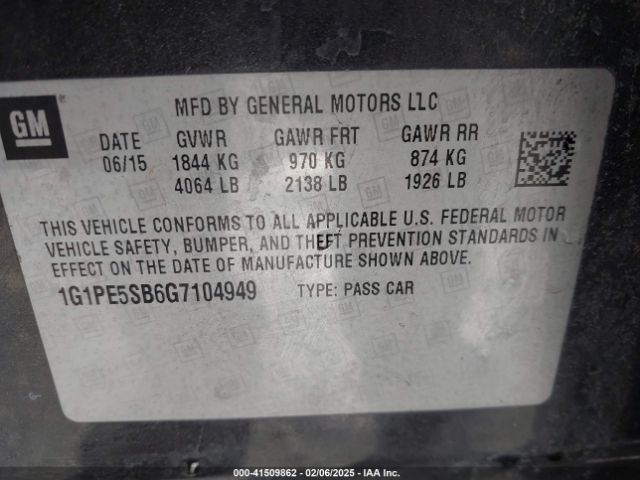 GM
MFD BY GENERAL MOTORS LLC
DATE GVWR GAWR FRT GAWR RR
06/15 1844 KG 970 KG 874 KG
4064 LB 2138 LB 1926 LB
THIS VEHICLE CONFORMS TO ALL APPLICABLE U.S. FEDERAL MOTOR
VEHICLE SAFETY, BUMPER, AND THEFT PREVENTION STANDARDS IN
EFFECT ON THE DATE OF MANUFACTURE SHOWN ABOVE.
1G1PE5SB6G7104949 TYPE: PASS CAR
000-41509862 - 02/06/2025 - IAA Inc.